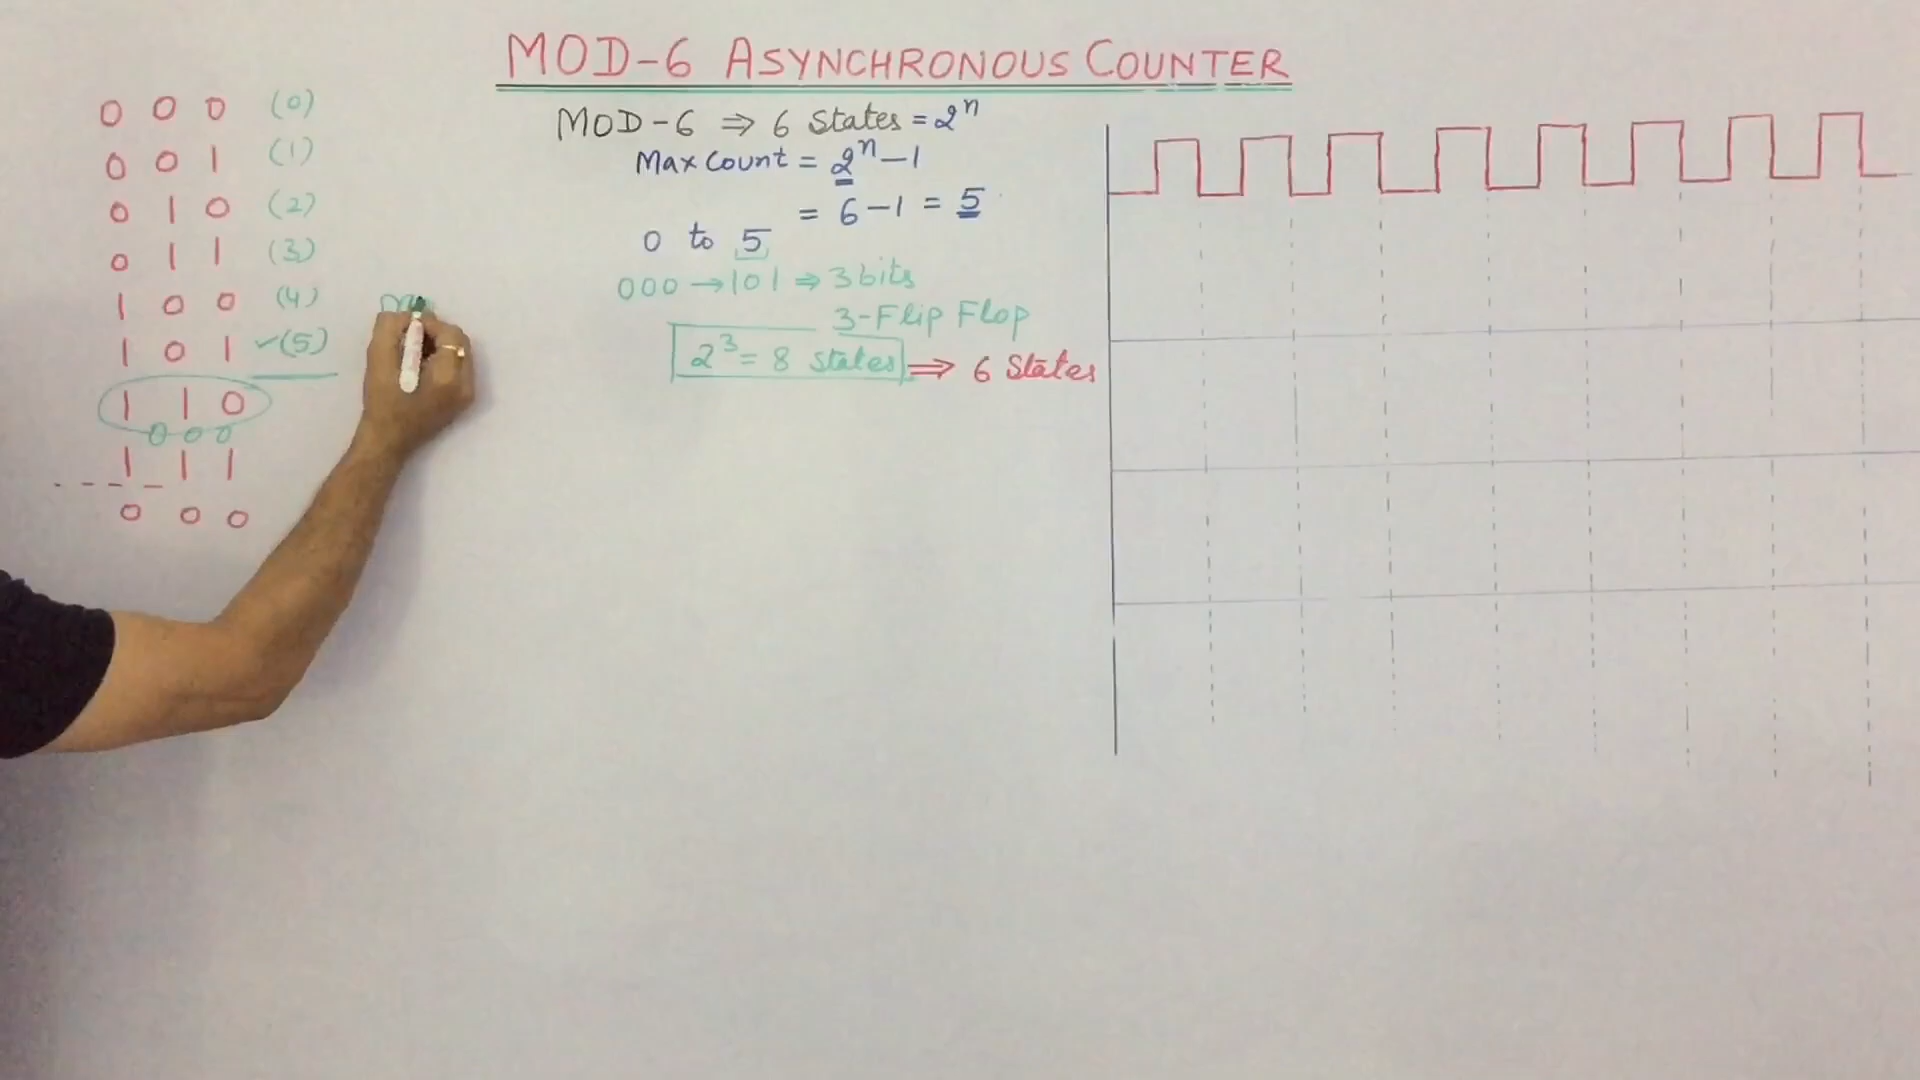 MOD-6 ASYNCHRONOUS COUNTER
0 0 0 (0)
0 0 1 (1)
0 1 0 (2)
0 1 1 (3)
1 0 0 (4)
1 0 1 ✓(5)
1 1 0
0 0 0
1 1 1
0 0 0
MOD-6 ⇒ 6 States = 2ⁿ
Max Count = 2ⁿ-1
= 6-1 = 5
0 to 5
000 → 101 ⇒ 3 bits
3-Flip Flop
2³ = 8 States ⇒ 6 States